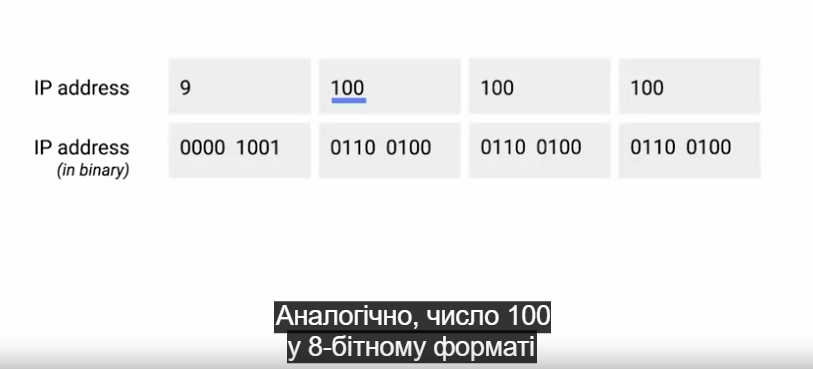 IP address 9 100 100 100
IP address 0000 1001 0110 0100 0110 0100 0110 0100
(in binary)
Аналогічно, число 100
у 8-бітному форматі